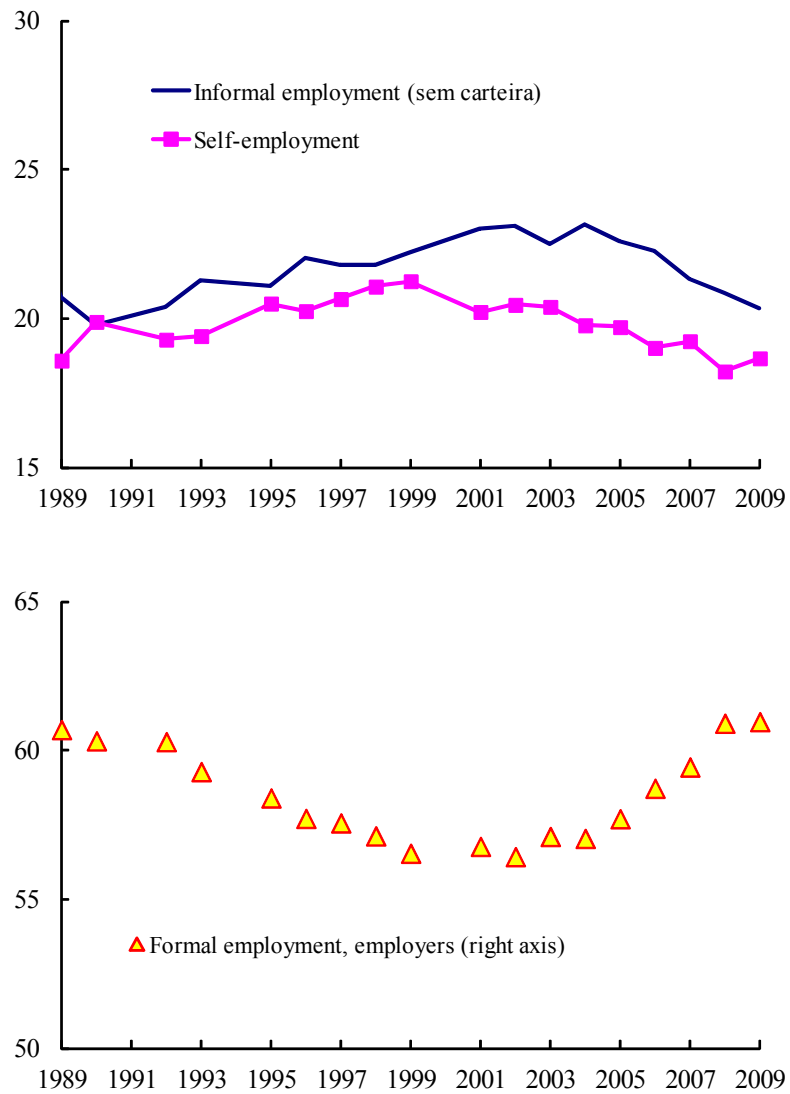 30
Informal employment (sem carteira)
Self-employment
25
20
15
1989 1991 1993 1995 1997 1999 2001 2003 2005 2007 2009
65
60
55
Formal employment, employers (right axis)
50
1989 1991 1993 1995 1997 1999 2001 2003 2005 2007 2009